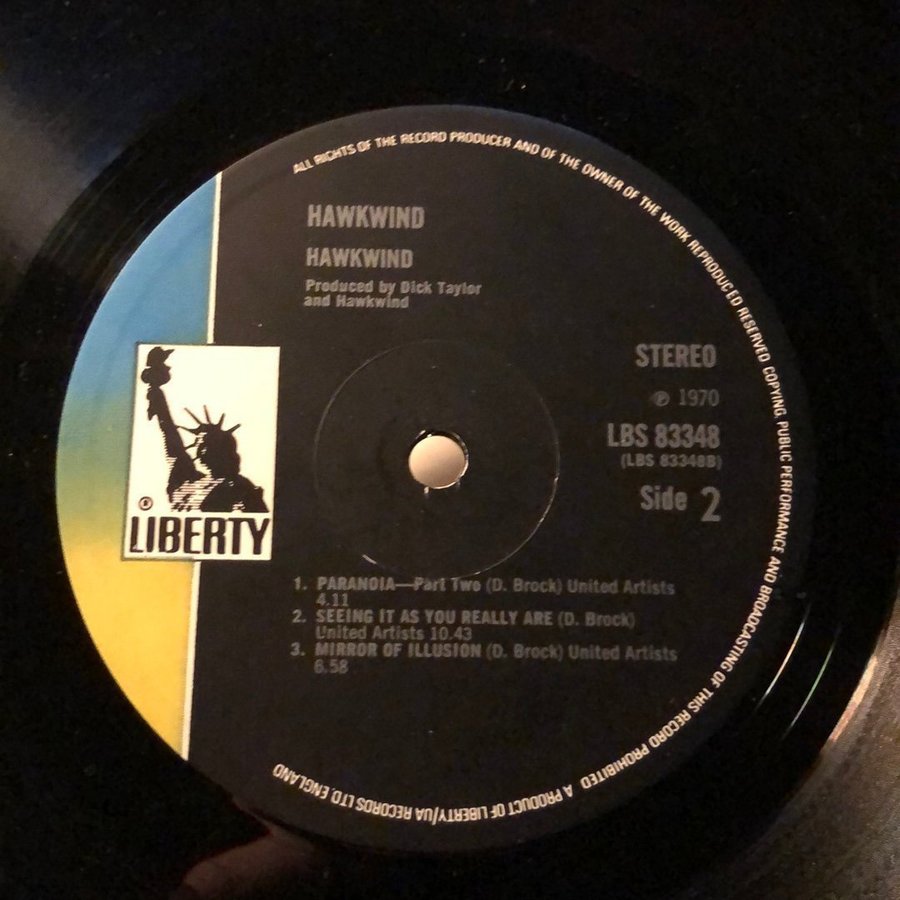 ALL RIGHTS OF THE RECORD PRODUCER AND OF THE OWNER OF THE WORK REPRODUCED RESERVED COPYING, PUBLIC PERFORMANCE AND BROADCASTING OF THIS RECORD PROHIBITED A PRODUCT OF LIBERTY/UA RECORDS LTD. ENGLAND
HAWKWIND
HAWKWIND
Produced by Dick Taylor
and Hawkwind
STEREO
℗ 1970
LBS 83348
(LBS 83348B)
Side 2
®
LIBERTY
1. PARANOIA—Part Two (D. Brock) United Artists
4.11
2. SEEING IT AS YOU REALLY ARE (D. Brock)
United Artists 10.43
3. MIRROR OF ILLUSION (D. Brock) United Artists
6.58